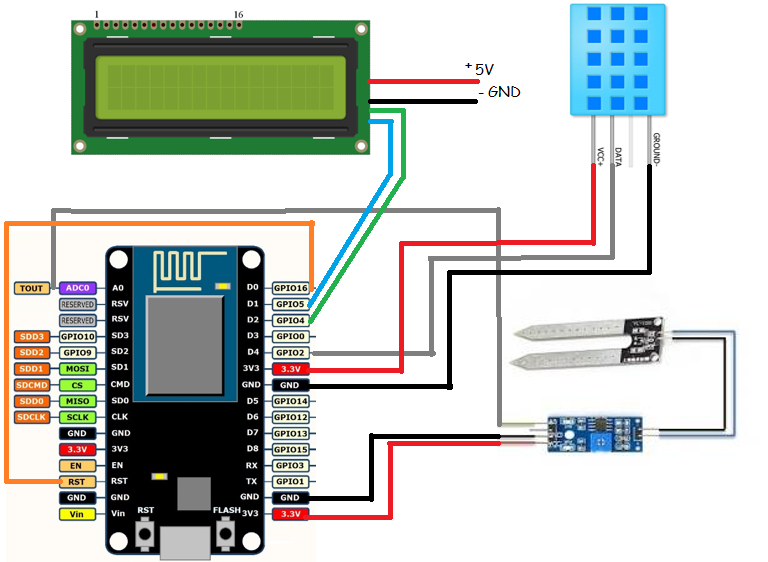 1 16
+5V
- GND
VCC+ DATA GROUND-
TOUT ADC0 A0 D0 GPIO16
RESERVED RSV D1 GPIO5
RESERVED RSV D2 GPIO4
SDD3 GPIO10 SD3 D3 GPIO0
SDD2 GPIO9 SD2 D4 GPIO2
SDD1 MOSI SD1 3V3 3.3V
SDCMD CS CMD GND GND
SDD0 MISO SD0 D5 GPIO14
SDCLK SCLK CLK D6 GPIO12
GND GND D7 GPIO13
3.3V 3V3 D8 GPIO15
EN EN RX GPIO3
RST RST TX GPIO1
GND GND GND GND
Vin Vin RST FLASH 3V3 3.3V